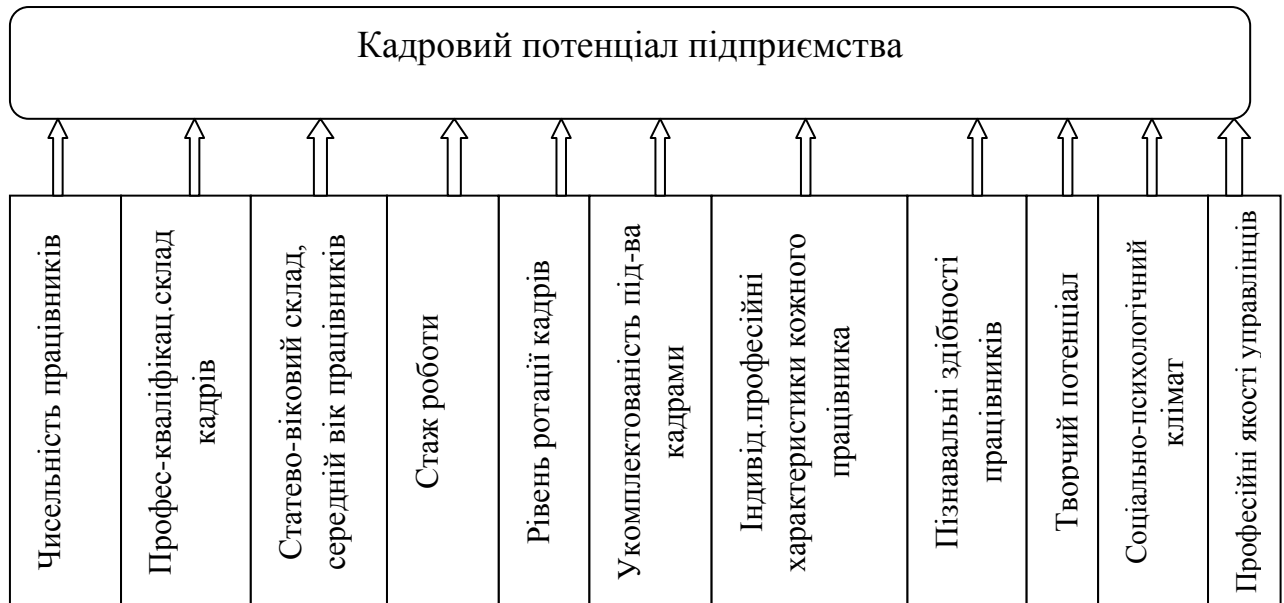 Кадровий потенціал підприємства
Чисельність працівників
Профес-кваліфікац.склад
кадрів
Статево-віковий склад,
середній вік працівників
Стаж роботи
Рівень ротації кадрів
Укомплектованість під-ва
кадрами
Індивід.професійні
характеристики кожного
працівника
Пізнавальні здібності
працівників
Творчий потенціал
Соціально-психологічний
клімат
Професійні якості управлінців